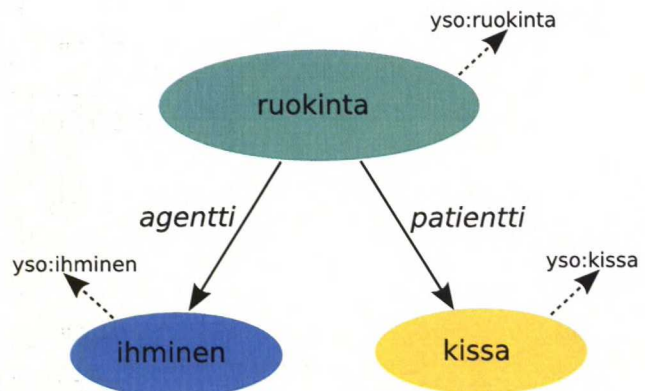 yso:ruokinta
ruokinta
agentti
patientti
yso:ihminen
yso:kissa
ihminen
kissa